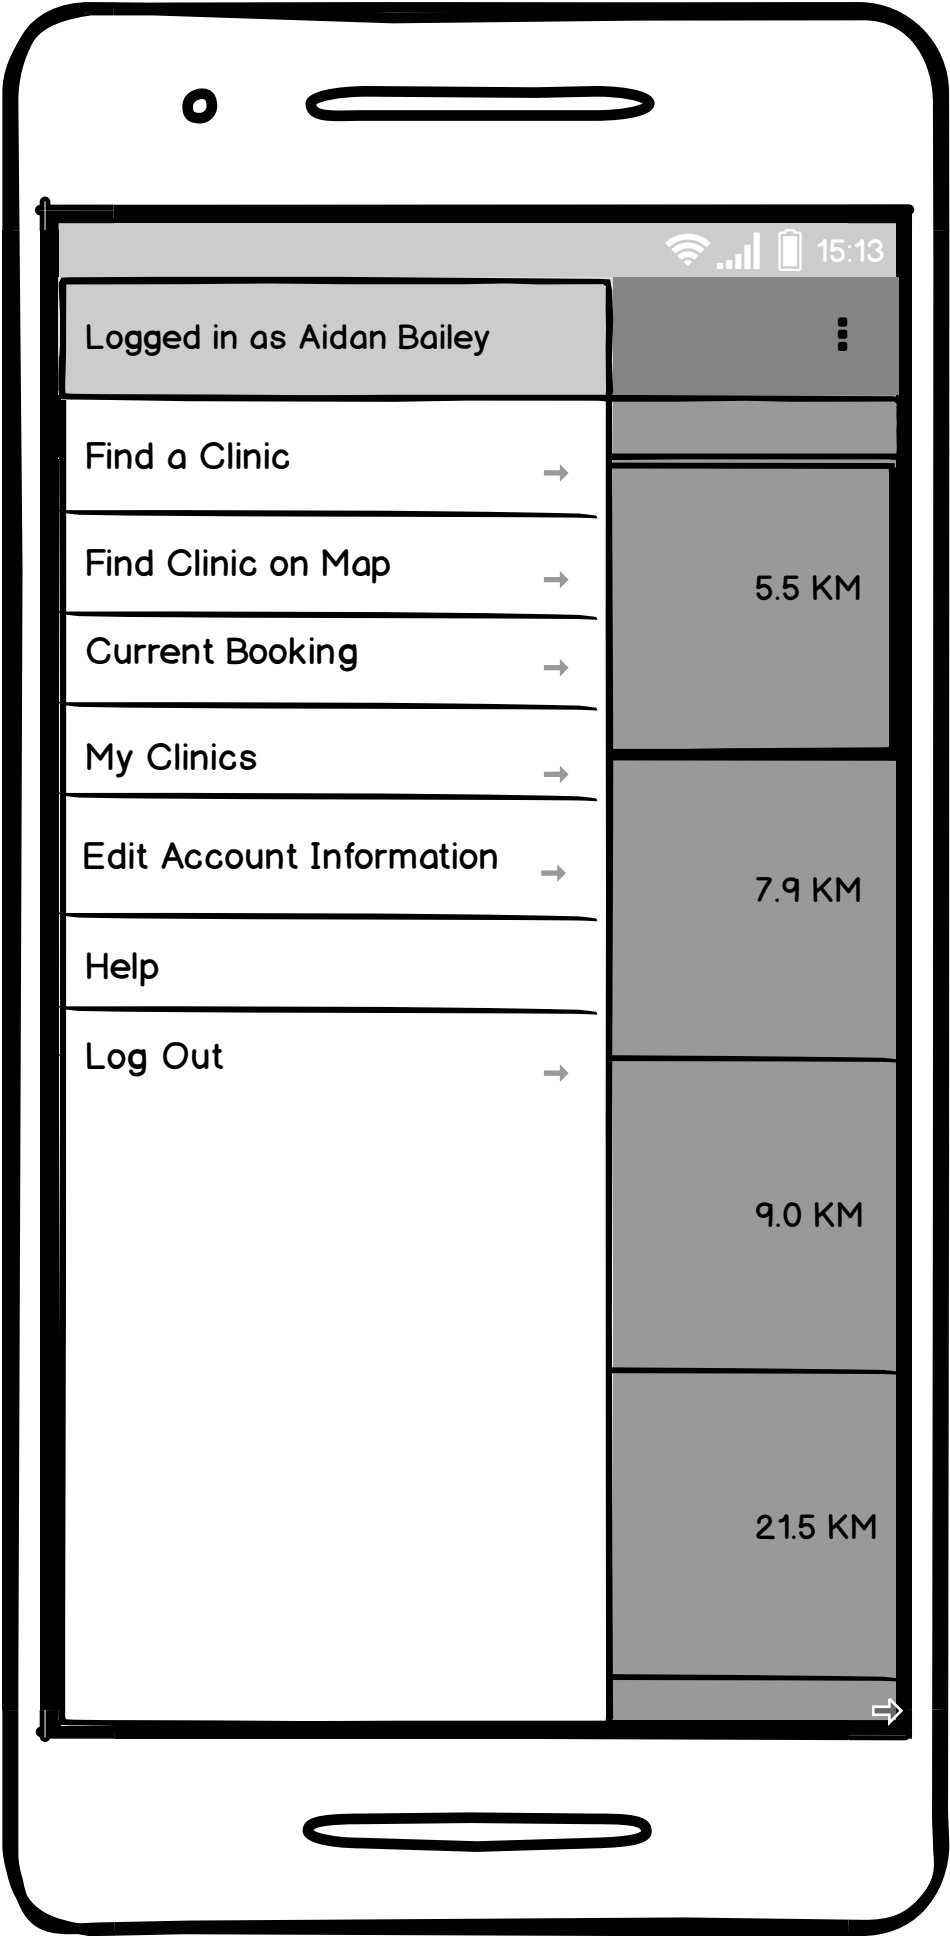 15:13
Logged in as Aidan Bailey
Find a Clinic
Find Clinic on Map
5.5 KM
Current Booking
My Clinics
Edit Account Information
7.9 KM
Help
Log Out
9.0 KM
21.5 KM